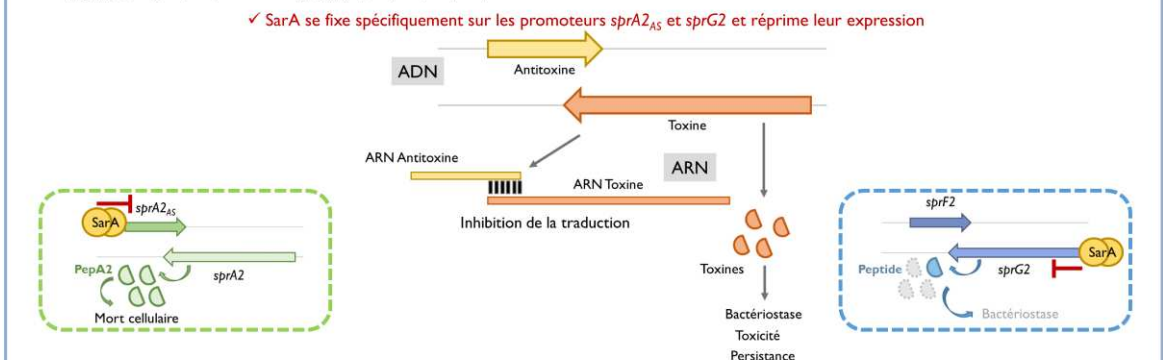 ✓ SarA se fixe spécifiquement sur les promoteurs sprA2AS et sprG2 et réprime leur expression
ADN
Antitoxine
Toxine
ARN Antitoxine
ARN
ARN Toxine
Inhibition de la traduction
Toxines
Bactériostase
Toxicité
Persistance
sprA2AS
SarA
PepA2
sprA2
Mort cellulaire
sprF2
SarA
Peptide
sprG2
Bactériostase